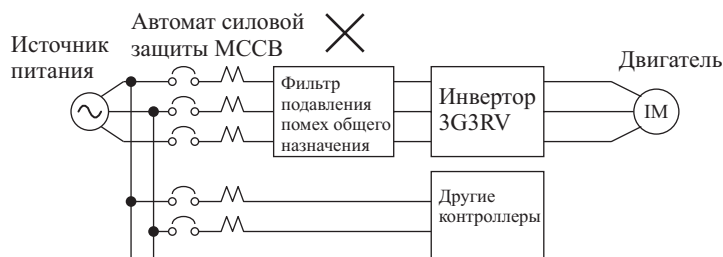 Источник
питания
Автомат силовой
защиты MCCB
Фильтр
подавления
помех общего
назначения
Инвертор
3G3RV
Двигатель
IM
Другие
контроллеры